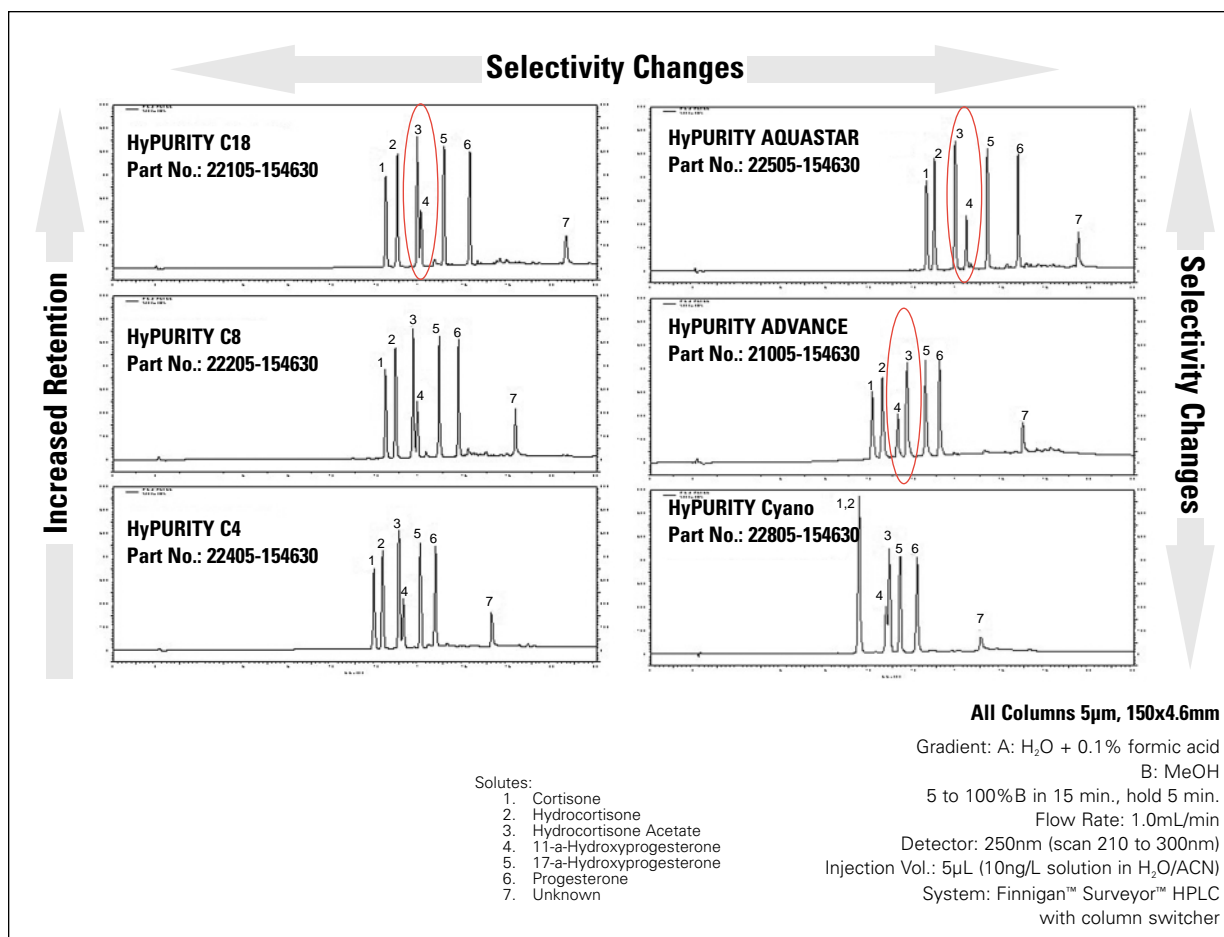 Selectivity Changes
Increased Retention
HyPURITY C18
Part No.: 22105-154630
1
2
3
4
5
6
7
HyPURITY C8
Part No.: 22205-154630
1
2
3
4
5
6
7
HyPURITY C4
Part No.: 22405-154630
1
2
3
4
5
6
7
HyPURITY AQUASTAR
Part No.: 22505-154630
1
2
3
4
5
6
7
HyPURITY ADVANCE
Part No.: 21005-154630
1
2
4
3
5
6
7
HyPURITY Cyano
Part No.: 22805-154630
1,2
4
3
5
6
7
Selectivity Changes
All Columns 5µm, 150x4.6mm
Gradient: A: H₂O + 0.1% formic acid
B: MeOH
5 to 100%B in 15 min., hold 5 min.
Flow Rate: 1.0mL/min
Detector: 250nm (scan 210 to 300nm)
Injection Vol.: 5µL (10ng/L solution in H₂O/ACN)
System: Finnigan™ Surveyor™ HPLC
with column switcher
Solutes:
1. Cortisone
2. Hydrocortisone
3. Hydrocortisone Acetate
4. 11-a-Hydroxyprogesterone
5. 17-a-Hydroxyprogesterone
6. Progesterone
7. Unknown